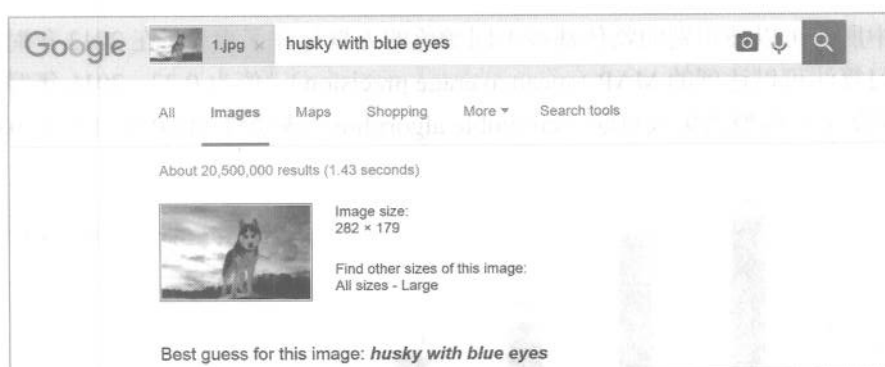 Google 1.jpg × husky with blue eyes
All Images Maps Shopping More ▾ Search tools
About 20,500,000 results (1.43 seconds)
Image size:
282 × 179
Find other sizes of this image:
All sizes - Large
Best guess for this image: husky with blue eyes